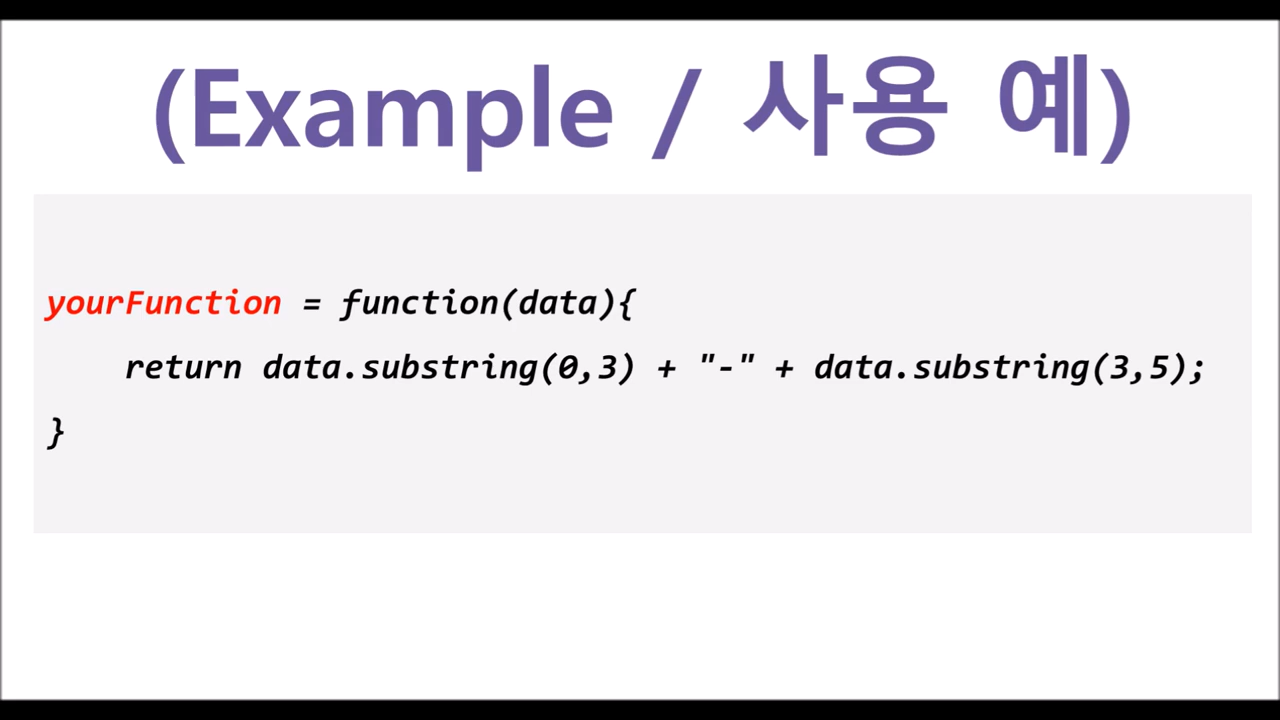 (Example / 사용 예)
yourFunction = function(data){
    return data.substring(0,3) + "-" + data.substring(3,5);
}